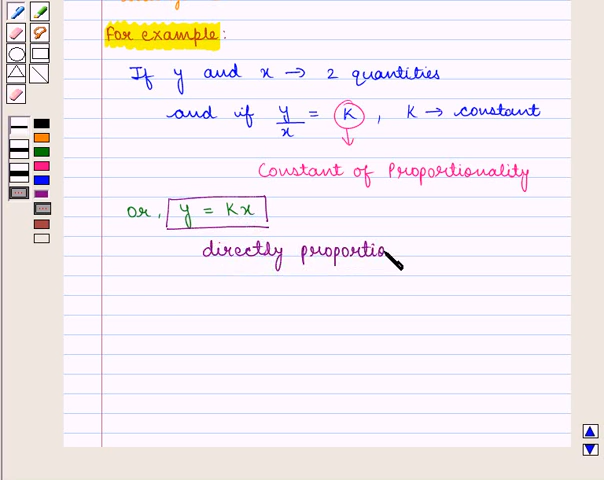 For example:
If y and x → 2 quantities
and if y/x = K, K → constant
Constant of Proportionality
or, y = Kx
directly proportio